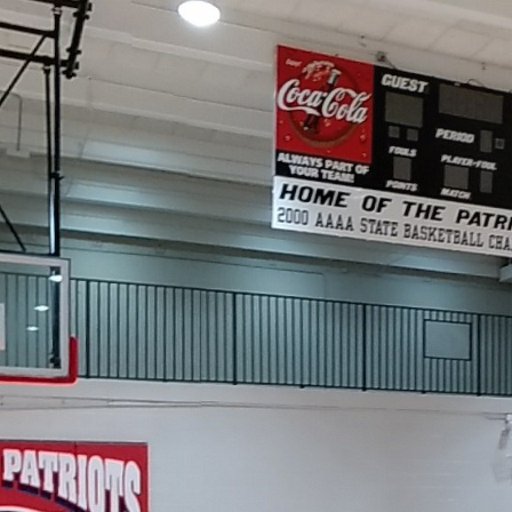 Coca-Cola
ALWAYS PART OF
YOUR TEAM!
GUEST
PERIOD
FOULS
PLAYER-FOUL
POINTS
MATCH
HOME OF THE PATRI
2000 AAAA STATE BASKETBALL CHA
PATRIOTS